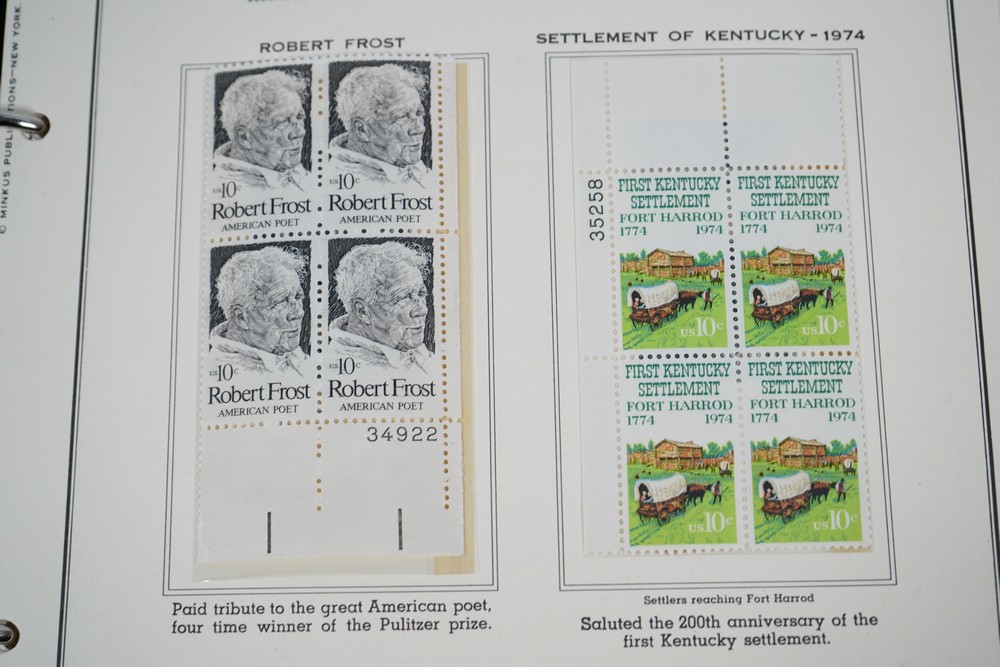 © MINKUS PUBLICATIONS—NEW YORK.
ROBERT FROST
US 10c
Robert Frost
AMERICAN POET
US 10c
Robert Frost
AMERICAN POET
US 10c
Robert Frost
AMERICAN POET
US 10c
Robert Frost
AMERICAN POET
34922
Paid tribute to the great American poet,
four time winner of the Pulitzer prize.
SETTLEMENT OF KENTUCKY - 1974
35258
FIRST KENTUCKY
SETTLEMENT
FORT HARROD
1774 1974
US 10c
FIRST KENTUCKY
SETTLEMENT
FORT HARROD
1774 1974
US 10c
FIRST KENTUCKY
SETTLEMENT
FORT HARROD
1774 1974
US 10c
FIRST KENTUCKY
SETTLEMENT
FORT HARROD
1774 1974
US 10c
Settlers reaching Fort Harrod
Saluted the 200th anniversary of the
first Kentucky settlement.